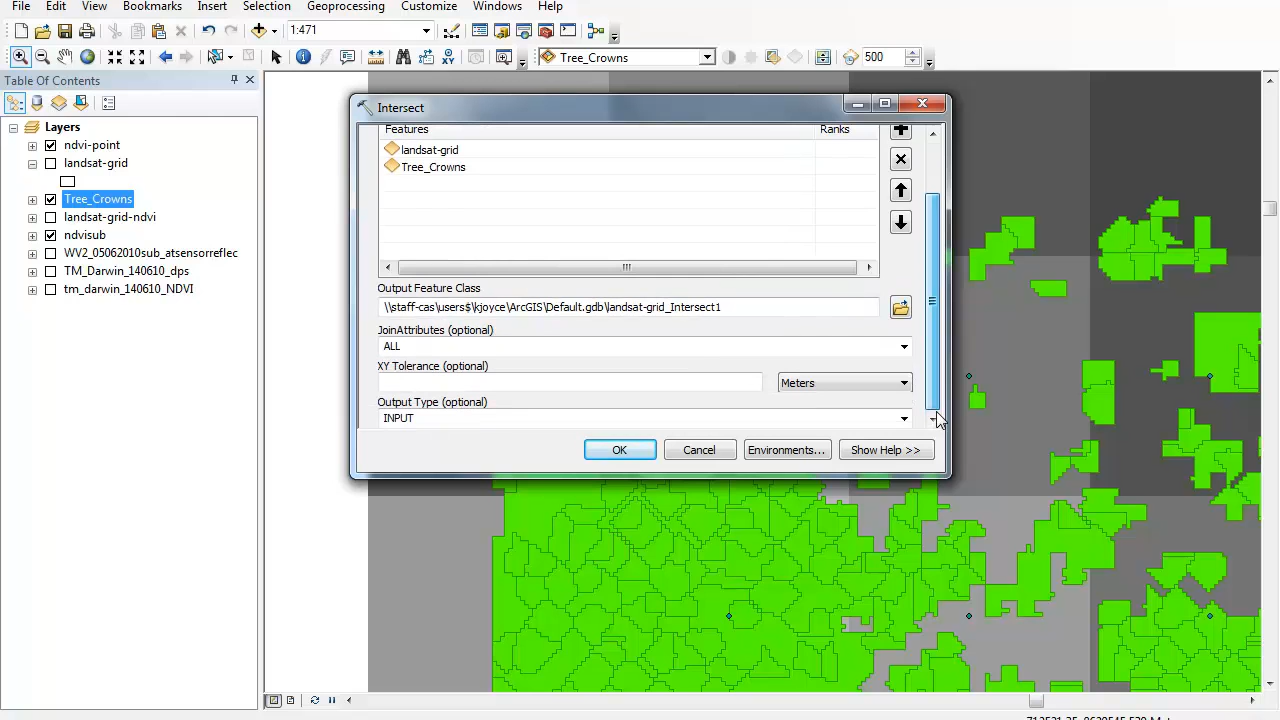 File Edit View Bookmarks Insert Selection Geoprocessing Customize Windows Help
1:471
Tree_Crowns
500
Table Of Contents
Layers
ndvi-point
landsat-grid
Tree_Crowns
landsat-grid-ndvi
ndvisub
WV2_05062010sub_atsensorreflec
TM_Darwin_140610_dps
tm_darwin_140610_NDVI
Intersect
Features Ranks
landsat-grid
Tree_Crowns
Output Feature Class
\\staff-cas\users$\kjoyce\ArcGIS\Default.gdb\landsat-grid_Intersect1
JoinAttributes (optional)
ALL
XY Tolerance (optional)
Meters
Output Type (optional)
INPUT
OK Cancel Environments... Show Help >>